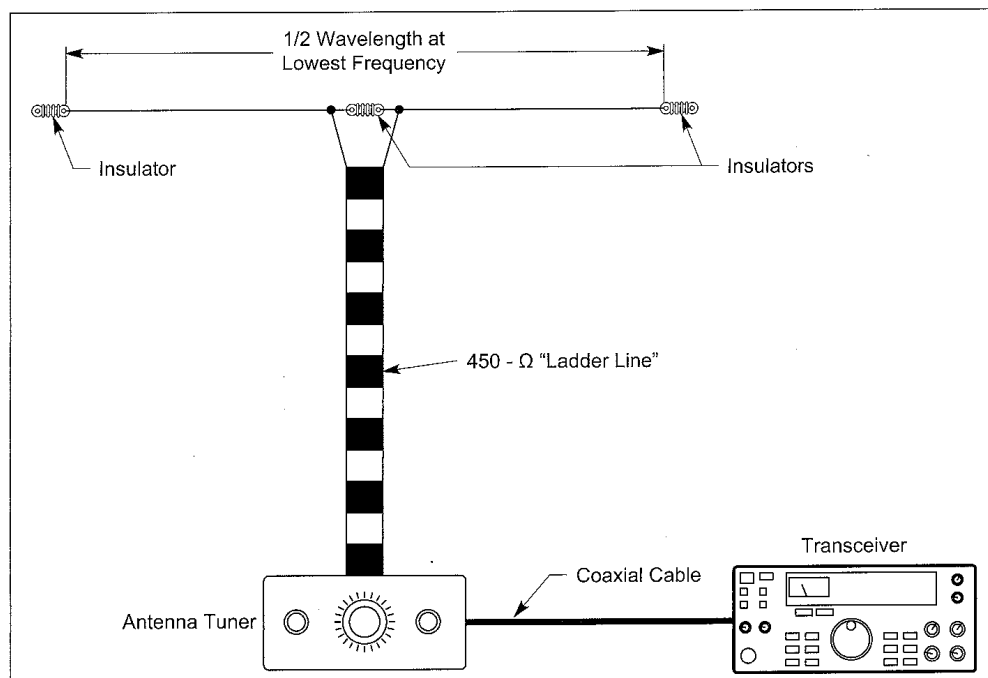 1/2 Wavelength at
Lowest Frequency
Insulator
Insulators
450 - Ω “Ladder Line”
Transceiver
Coaxial Cable
Antenna Tuner